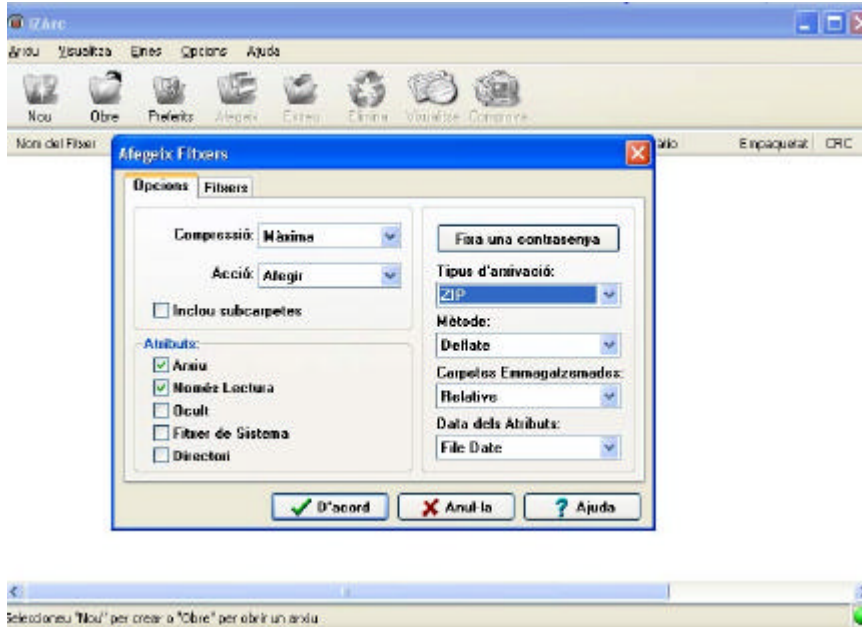 IZArc
Arxiu Visualitza Eines Opcions Ajuda
Nou Obre Preferits Afegeix Extreu Elimina Visualitza Comprova
Nom del Fitxer Empaquetat CRC
Afegeix Fitxers
Opcions Fitxers
Compressió: Màxima
Acció: Afegir
Inclou subcarpetes
Atributs:
Arxiu
Només Lectura
Ocult
Fitxer de Sistema
Directori
Fixa una contrasenya
Tipus d'arxivació:
ZIP
Mètode:
Deflate
Carpetes Emmagatzemades:
Relative
Data dels Atributs:
File Date
D'acord Anul·la Ajuda
Seleccioneu "Nou" per crear o "Obre" per obrir un arxiu